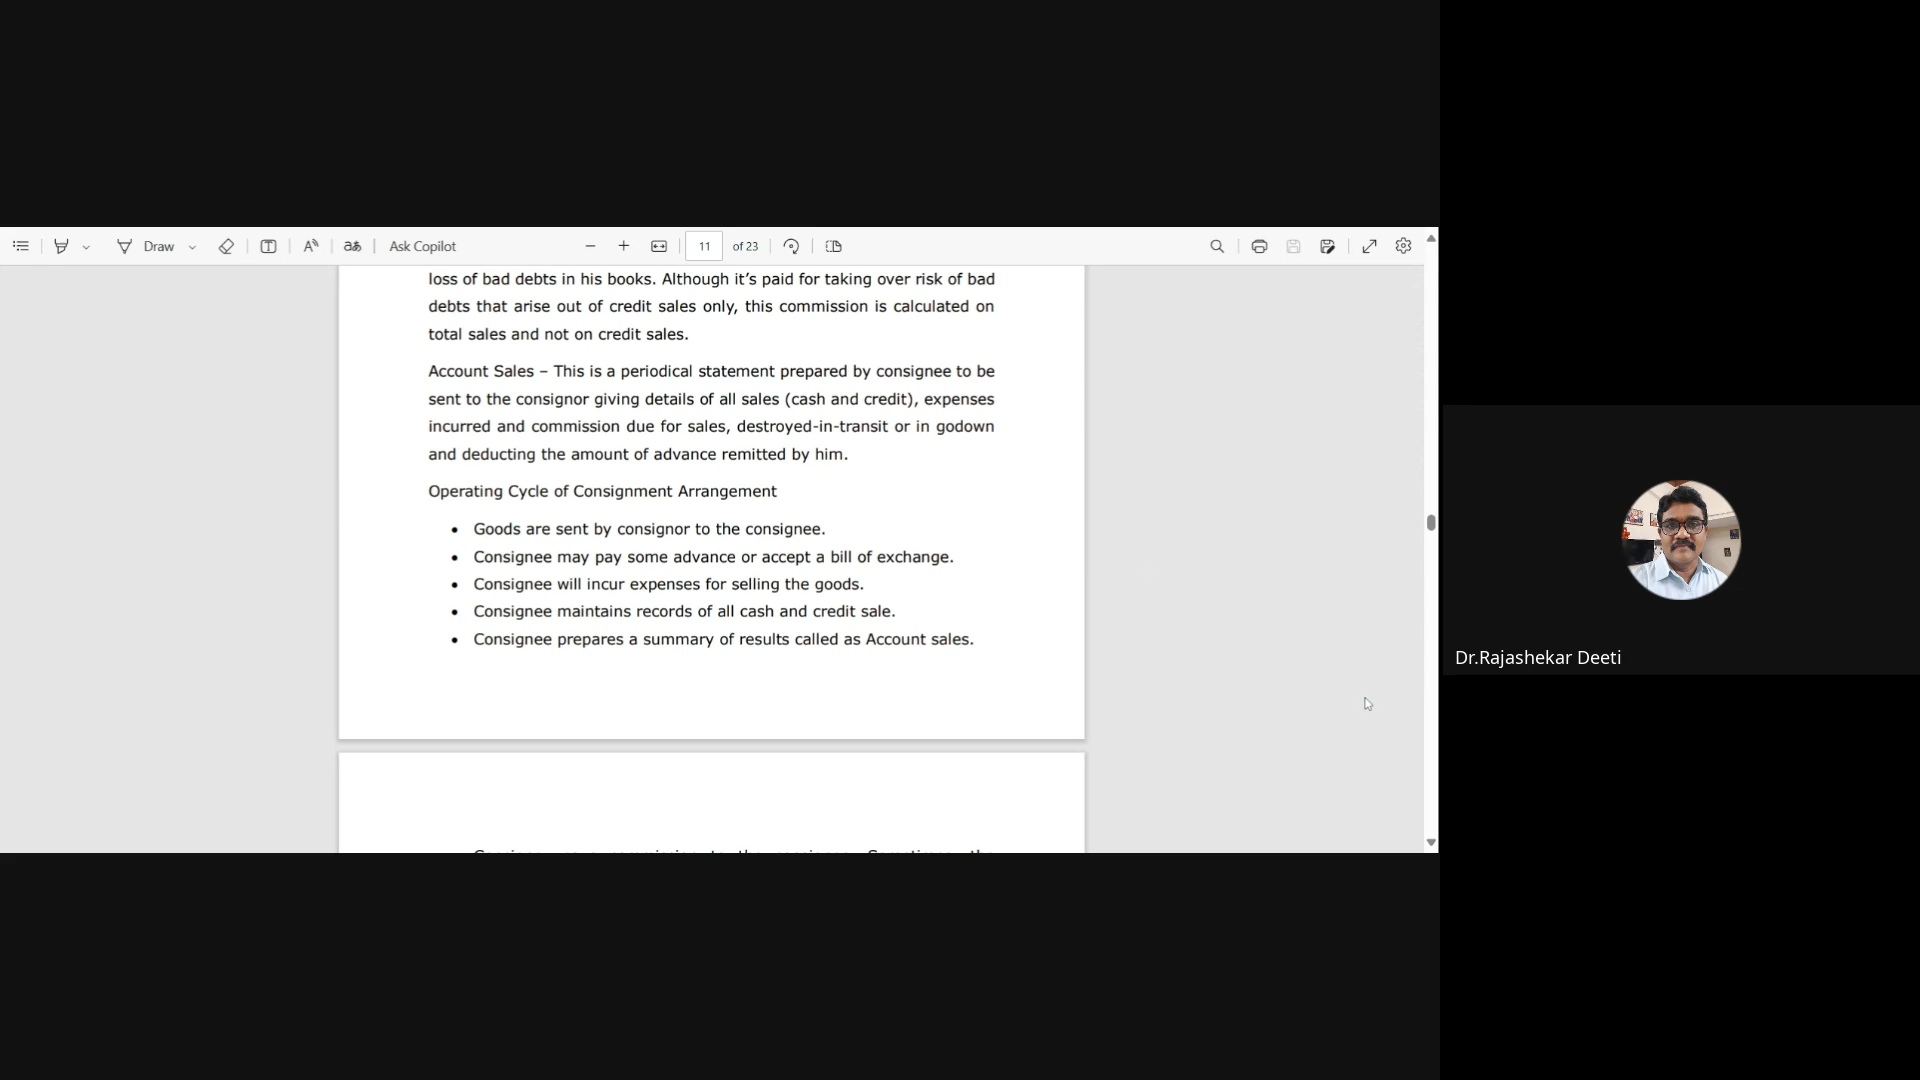 Draw
Ask Copilot
11 of 23
loss of bad debts in his books. Although it's paid for taking over risk of bad
debts that arise out of credit sales only, this commission is calculated on
total sales and not on credit sales.
Account Sales – This is a periodical statement prepared by consignee to be
sent to the consignor giving details of all sales (cash and credit), expenses
incurred and commission due for sales, destroyed-in-transit or in godown
and deducting the amount of advance remitted by him.
Operating Cycle of Consignment Arrangement
• Goods are sent by consignor to the consignee.
• Consignee may pay some advance or accept a bill of exchange.
• Consignee will incur expenses for selling the goods.
• Consignee maintains records of all cash and credit sale.
• Consignee prepares a summary of results called as Account sales.
Dr.Rajashekar Deeti